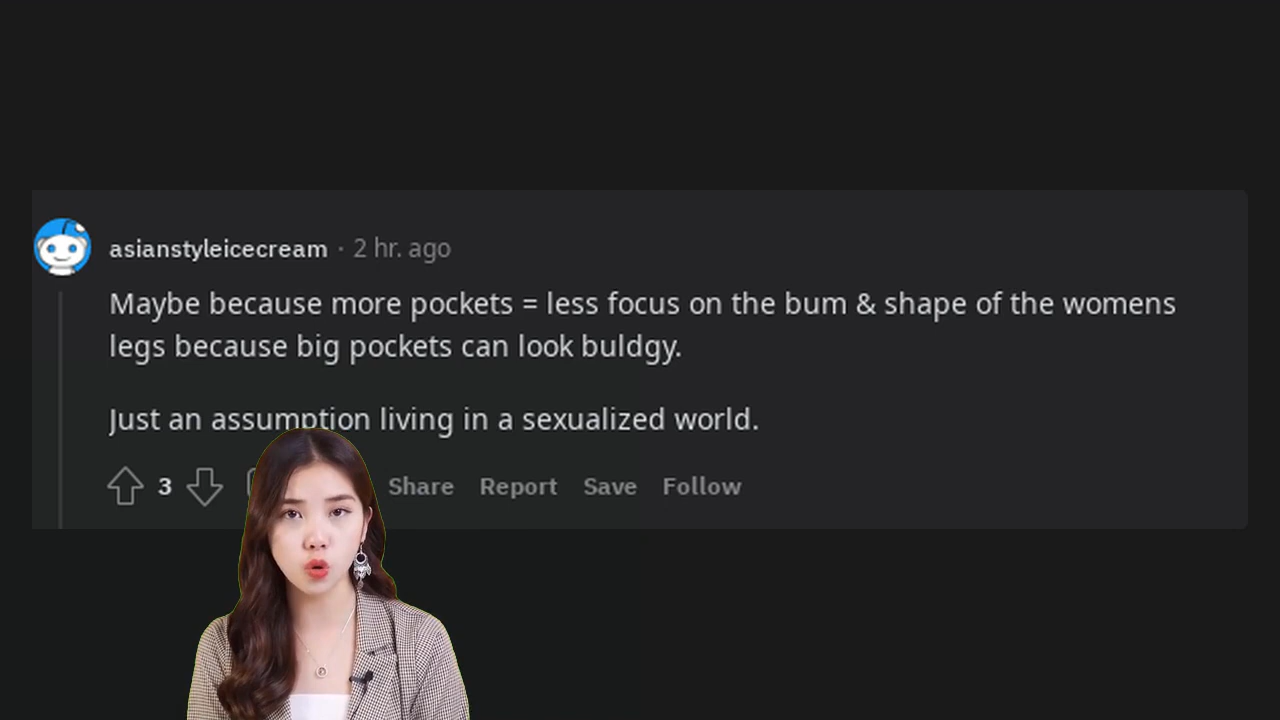 asianstyleicecream · 2 hr. ago
Maybe because more pockets = less focus on the bum & shape of the womens
legs because big pockets can look buldgy.
Just an assumption living in a sexualized world.
3 Share Report Save Follow